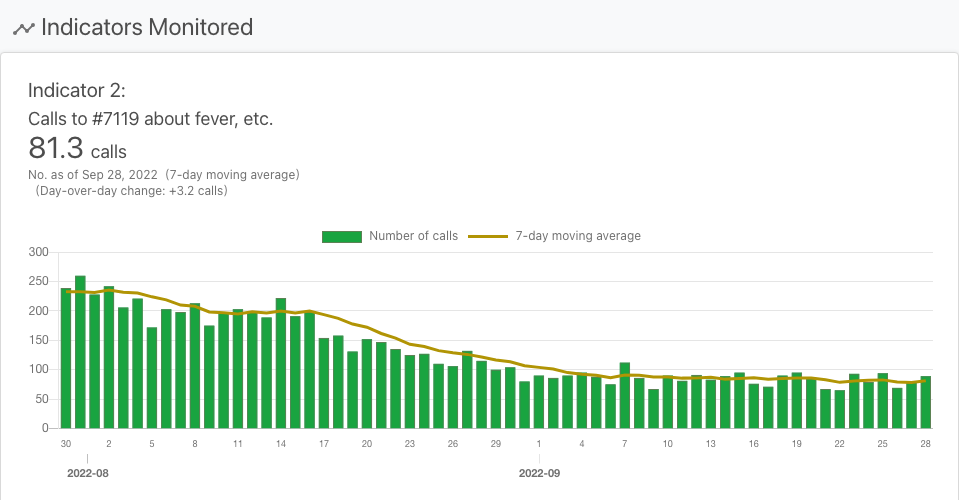 Indicators Monitored
Indicator 2:
Calls to #7119 about fever, etc.
81.3 calls
No. as of Sep 28, 2022 (7-day moving average)
(Day-over-day change: +3.2 calls)
Number of calls 7-day moving average
300
250
200
150
100
50
0
30 2 5 8 11 14 17 20 23 26 29 1 4 7 10 13 16 19 22 25 28
2022-08 2022-09